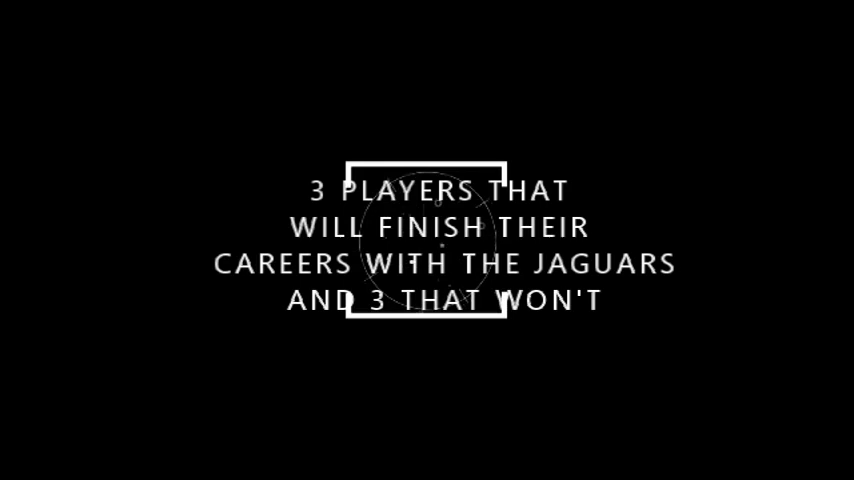 3 PLAYERS THAT
WILL FINISH THEIR
CAREERS WITH THE JAGUARS
AND 3 THAT WON'T